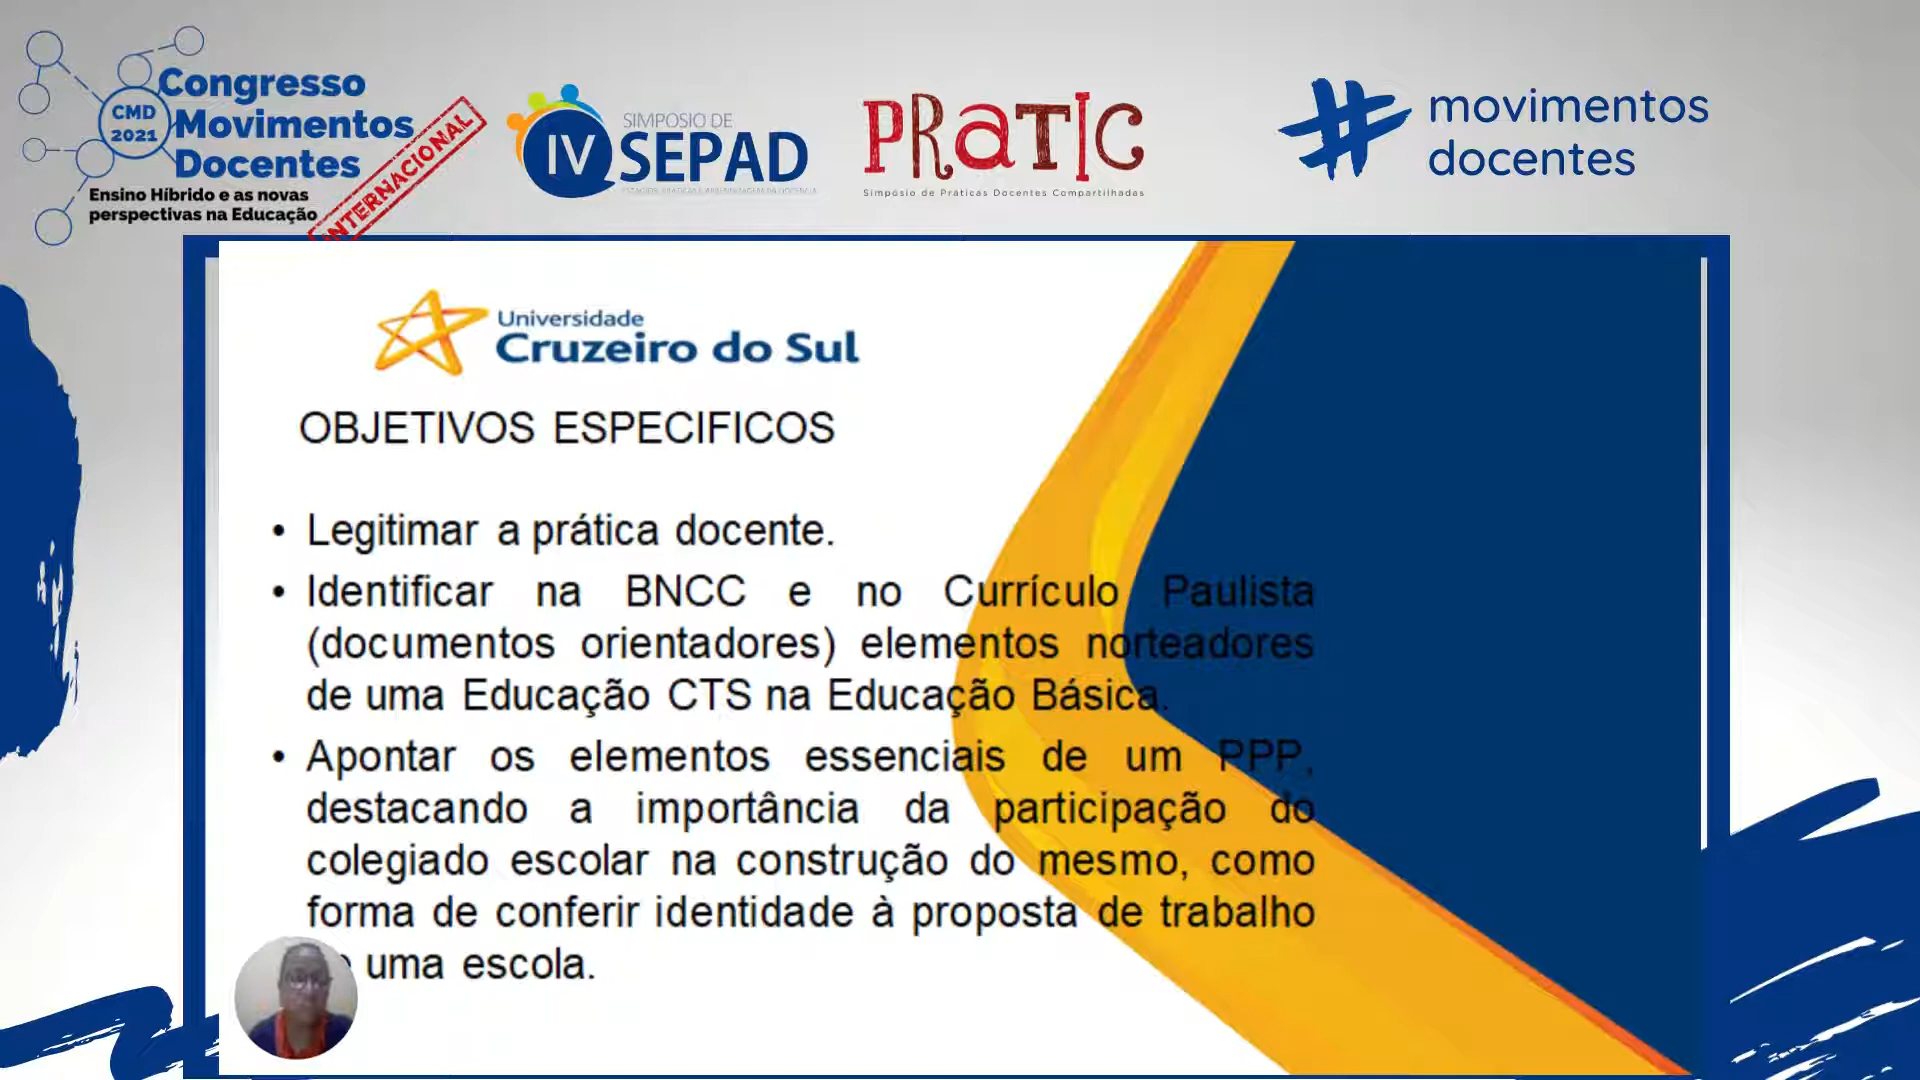 Congresso
CMD
2021
Movimentos
Docentes
Ensino Híbrido e as novas
perspectivas na Educação
INTERNACIONAL
SIMPOSIO DE
IV SEPAD
PRATIC
Simpósio de Práticas Docentes Compartilhadas
movimentos
docentes
Universidade
Cruzeiro do Sul
OBJETIVOS ESPECIFICOS
• Legitimar a prática docente.
• Identificar na BNCC e no Currículo Paulista
(documentos orientadores) elementos norteadores
de uma Educação CTS na Educação Básica.
• Apontar os elementos essenciais de um PPP,
destacando a importância da participação do
colegiado escolar na construção do mesmo, como
forma de conferir identidade à proposta de trabalho
uma escola.